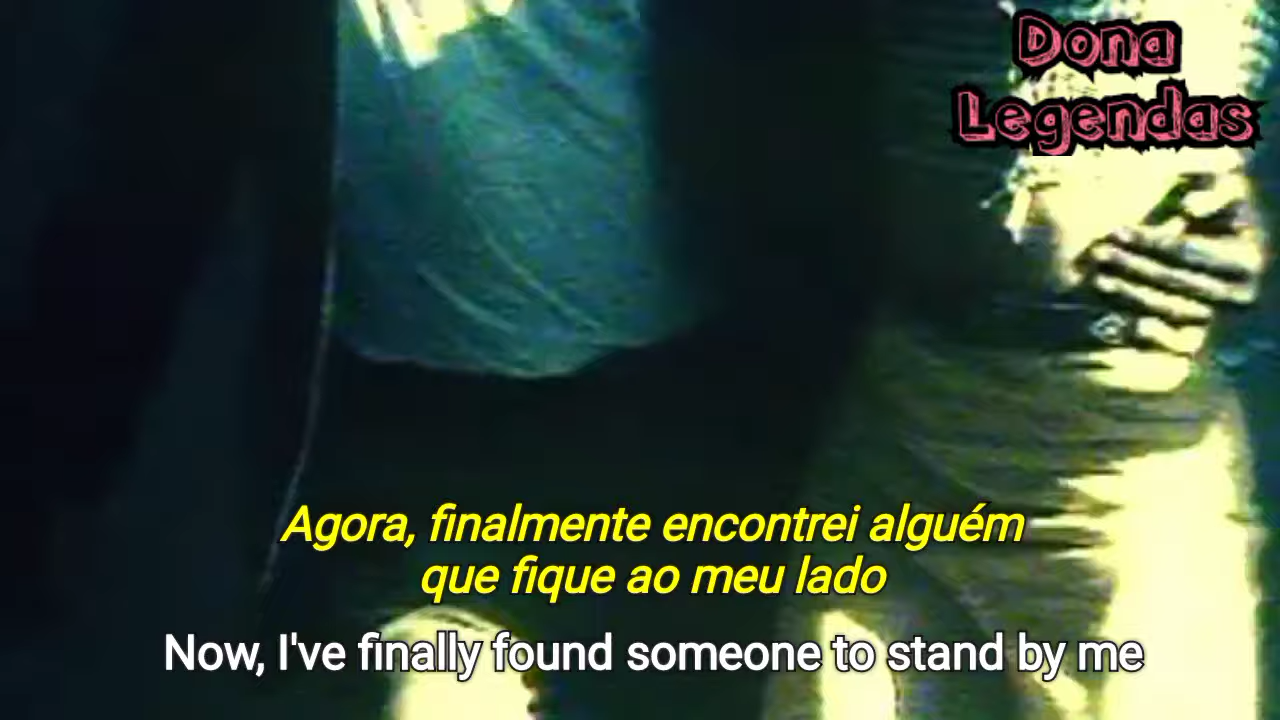 Dona
Legendas
Agora, finalmente encontrei alguém
que fique ao meu lado
Now, I've finally found someone to stand by me